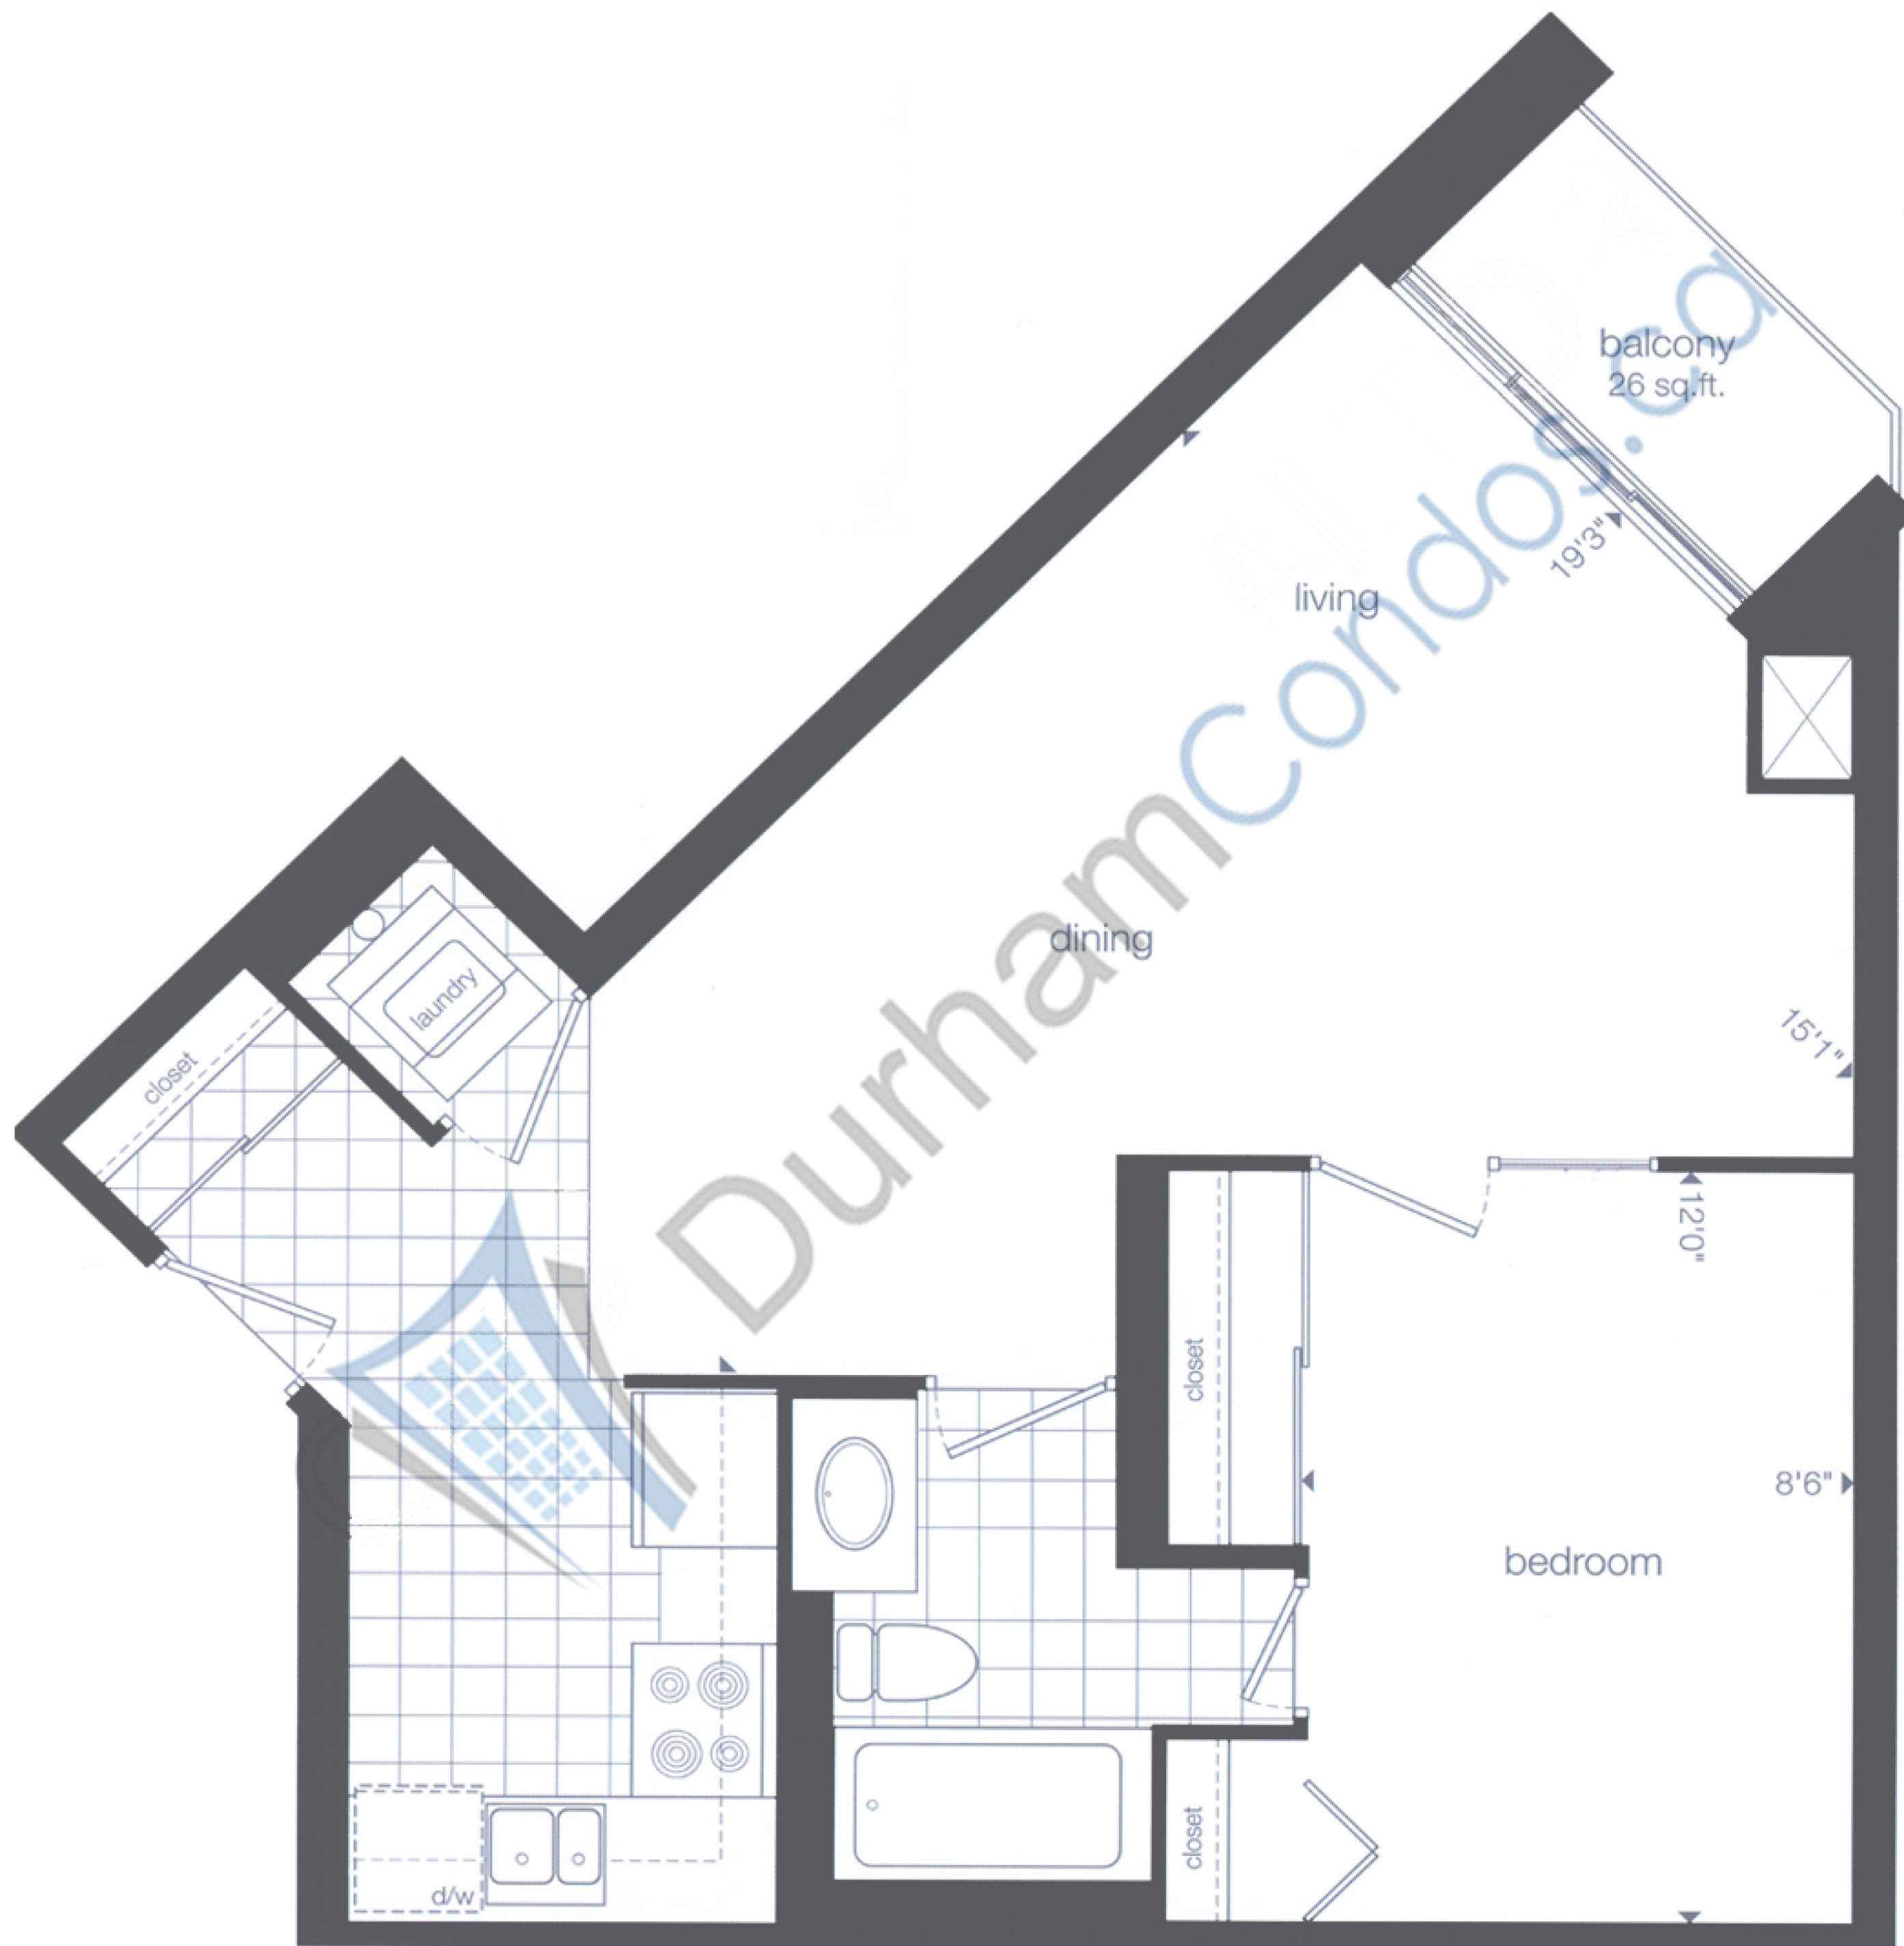 balcony
26 sq.ft.
19'3"
living
dining
15'1"
laundry
closet
DurhamCondos.ca
12'0"
closet
8'6"
bedroom
closet
d/w